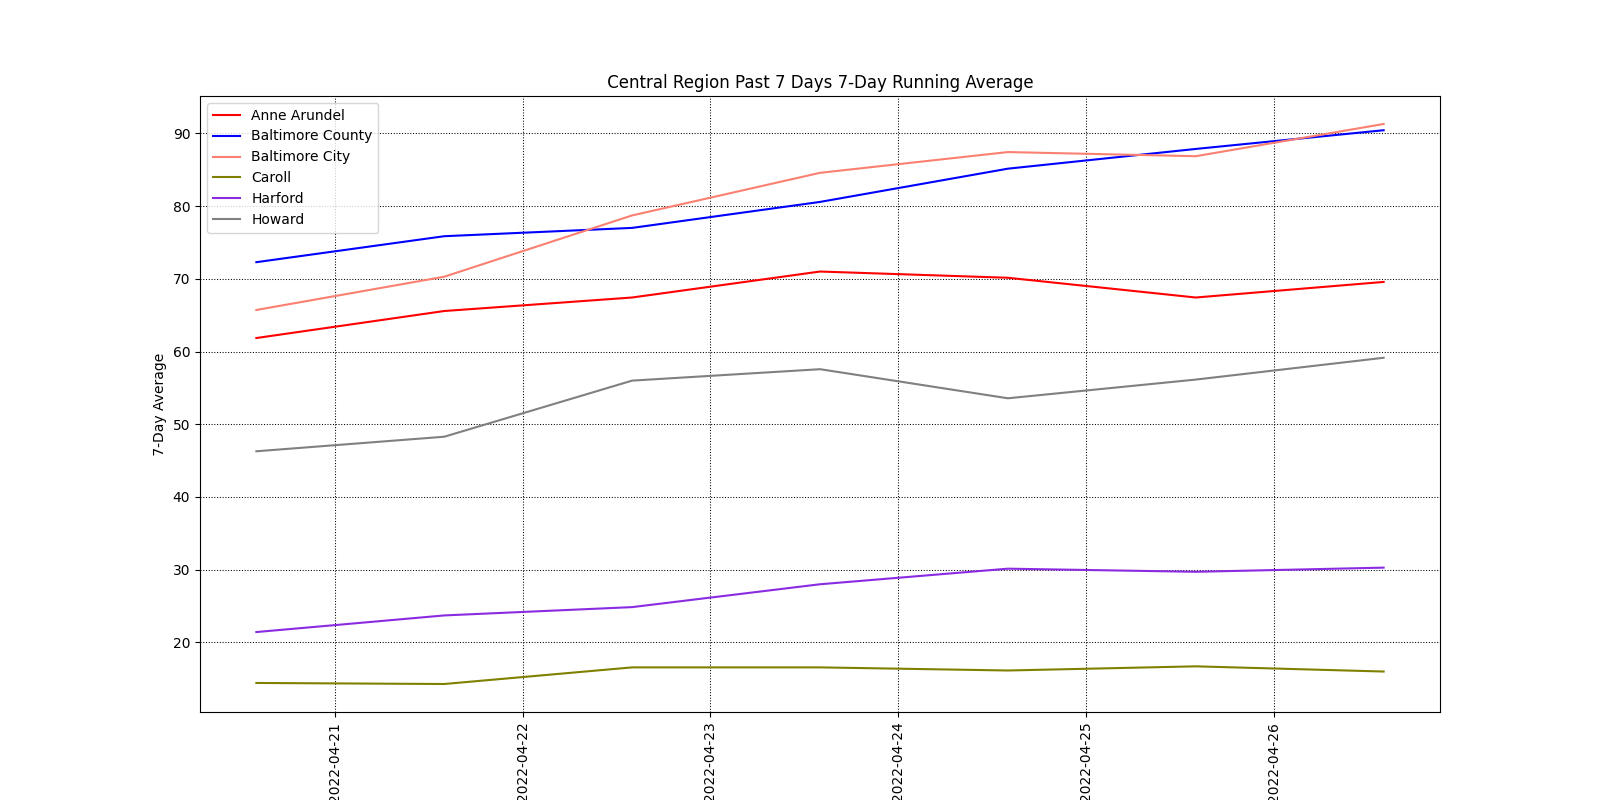 Central Region Past 7 Days 7-Day Running Average
Anne Arundel
Baltimore County
Baltimore City
Caroll
Harford
Howard
7-Day Average
90
80
70
60
50
40
30
20
2022-04-21
2022-04-22
2022-04-23
2022-04-24
2022-04-25
2022-04-26